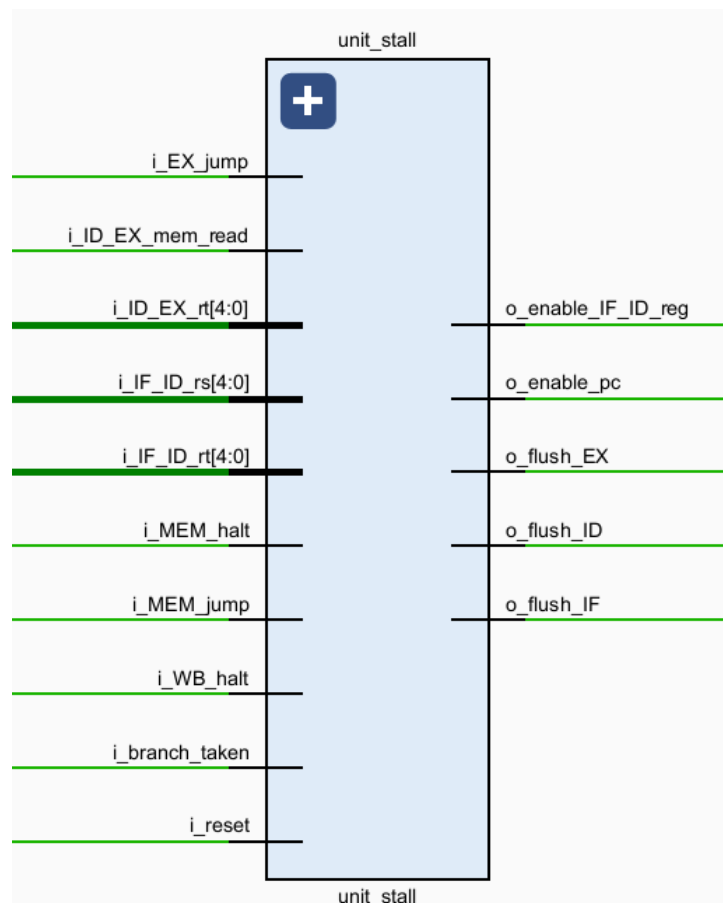 unit_stall
i_EX_jump
i_ID_EX_mem_read
i_ID_EX_rt[4:0]
i_IF_ID_rs[4:0]
i_IF_ID_rt[4:0]
i_MEM_halt
i_MEM_jump
i_WB_halt
i_branch_taken
i_reset
o_enable_IF_ID_reg
o_enable_pc
o_flush_EX
o_flush_ID
o_flush_IF
unit_stall